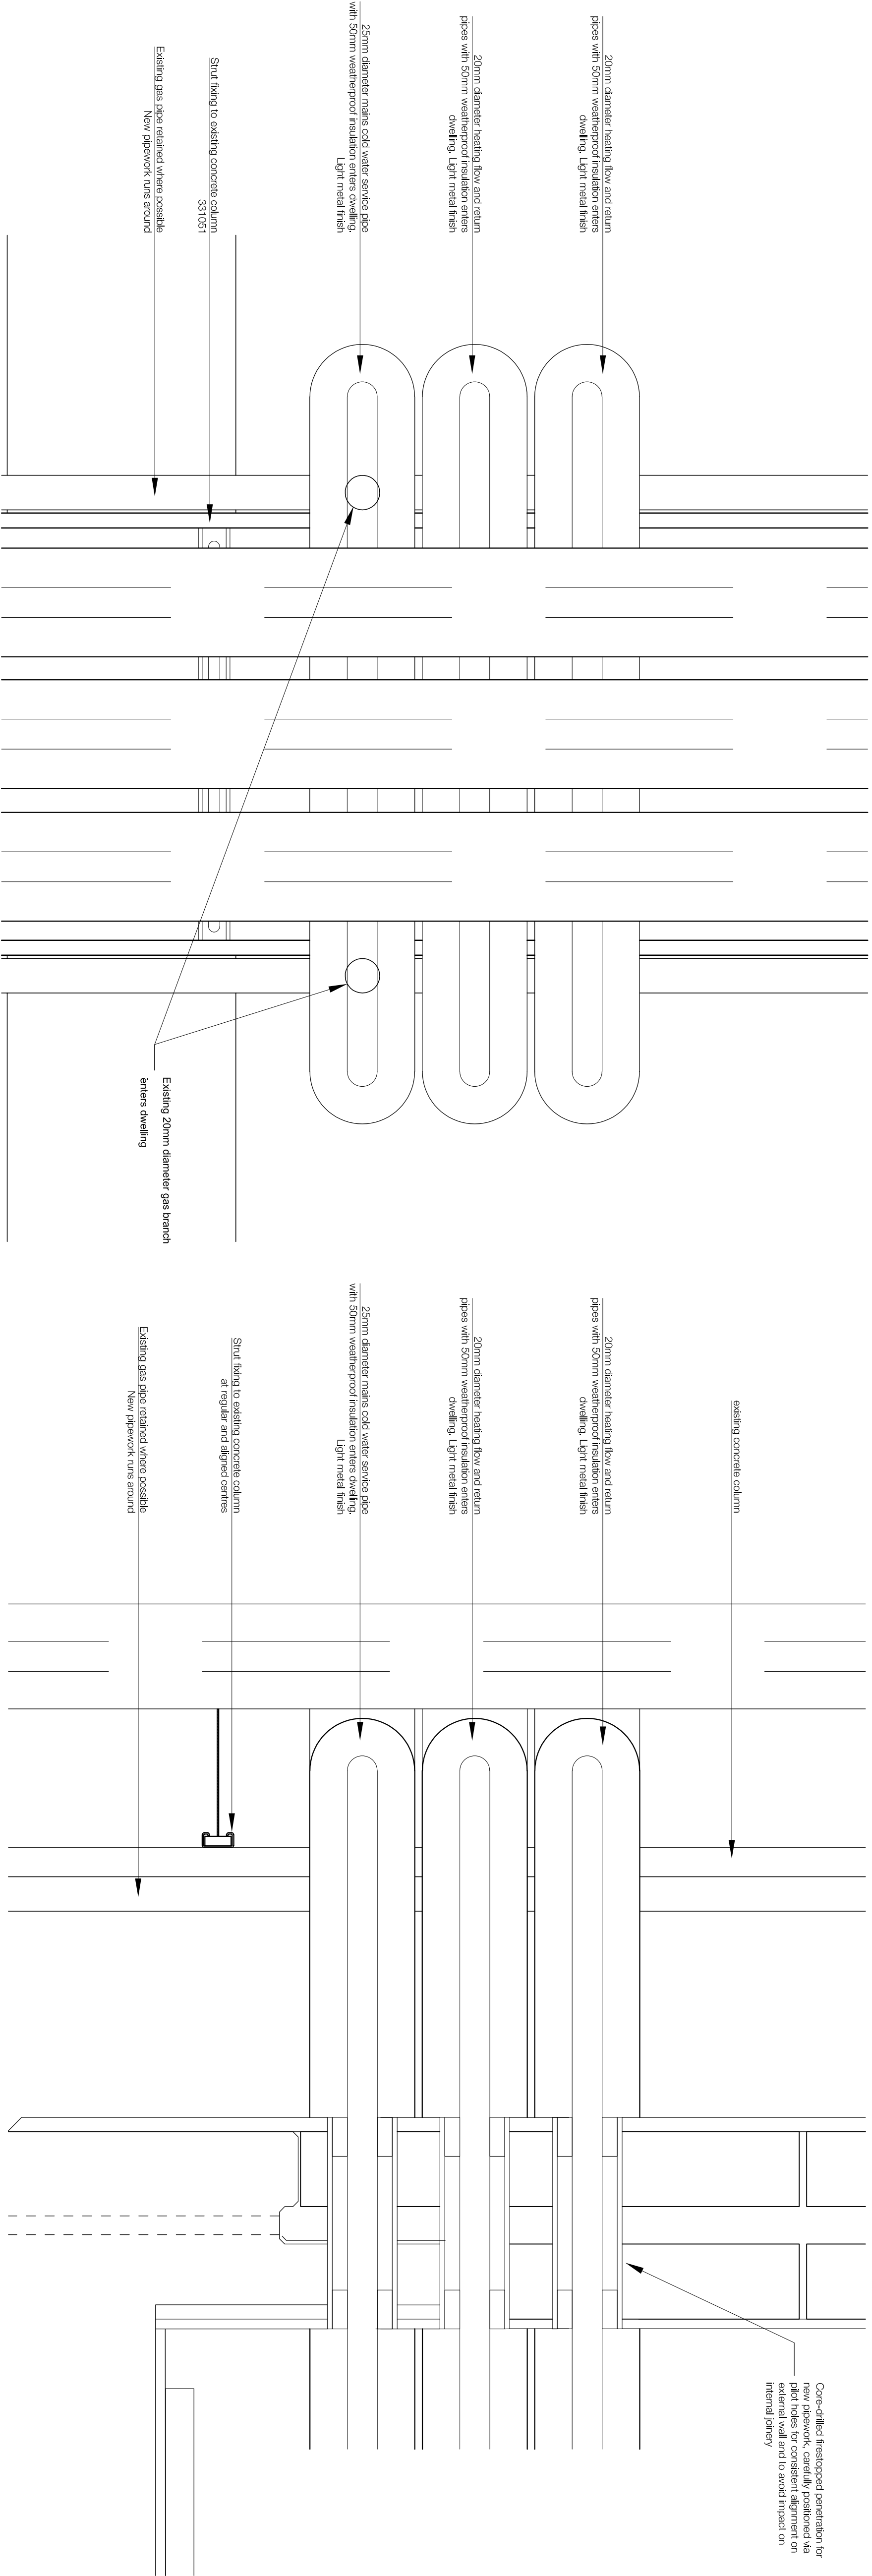 20mm diameter heating flow and return
pipes with 50mm weatherproof insulation enters
dwelling. Light metal finish
20mm diameter heating flow and return
pipes with 50mm weatherproof insulation enters
dwelling. Light metal finish
25mm diameter mains cold water service pipe
with 50mm weatherproof insulation enters dwelling.
Light metal finish
Strut fixing to existing concrete column
331051
Existing gas pipe retained where possible
New pipework runs around
Existing 20mm diameter gas branch
enters dwelling
existing concrete column
20mm diameter heating flow and return
pipes with 50mm weatherproof insulation enters
dwelling. Light metal finish
20mm diameter heating flow and return
pipes with 50mm weatherproof insulation enters
dwelling. Light metal finish
25mm diameter mains cold water service pipe
with 50mm weatherproof insulation enters dwelling.
Light metal finish
Strut fixing to existing concrete column
at regular and aligned centres
Existing gas pipe retained where possible
New pipework runs around
Core-drilled firestopped penetration for
new pipework, carefully positioned via
pilot holes for consistent alignment on
external wall and to avoid impact on
internal joinery